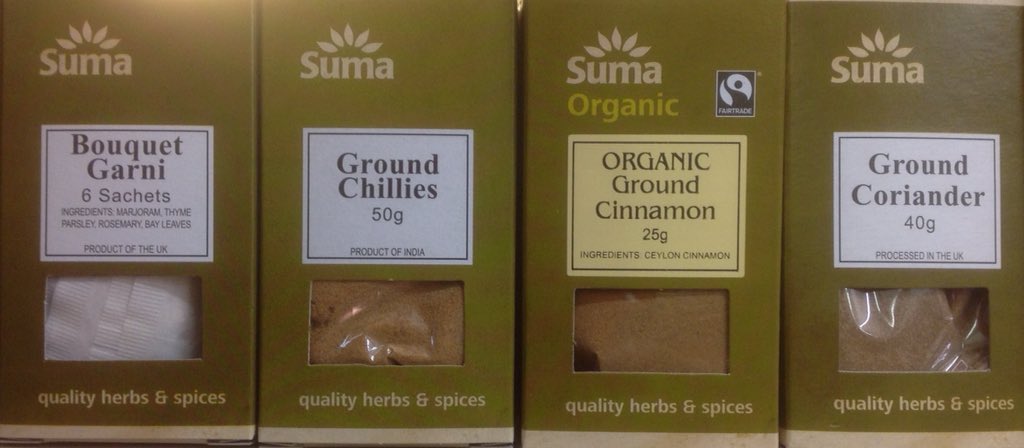 Suma
Bouquet
Garni
6 Sachets
INGREDIENTS: MARJORAM, THYME
PARSLEY, ROSEMARY, BAY LEAVES
PRODUCT OF THE UK
quality herbs & spices
Suma
Ground
Chillies
50g
PRODUCT OF INDIA
quality herbs & spices
Suma
Organic
FAIRTRADE
ORGANIC
Ground
Cinnamon
25g
INGREDIENTS: CEYLON CINNAMON
quality herbs & spices
Suma
Ground
Coriander
40g
PROCESSED IN THE UK
quality herbs & spices